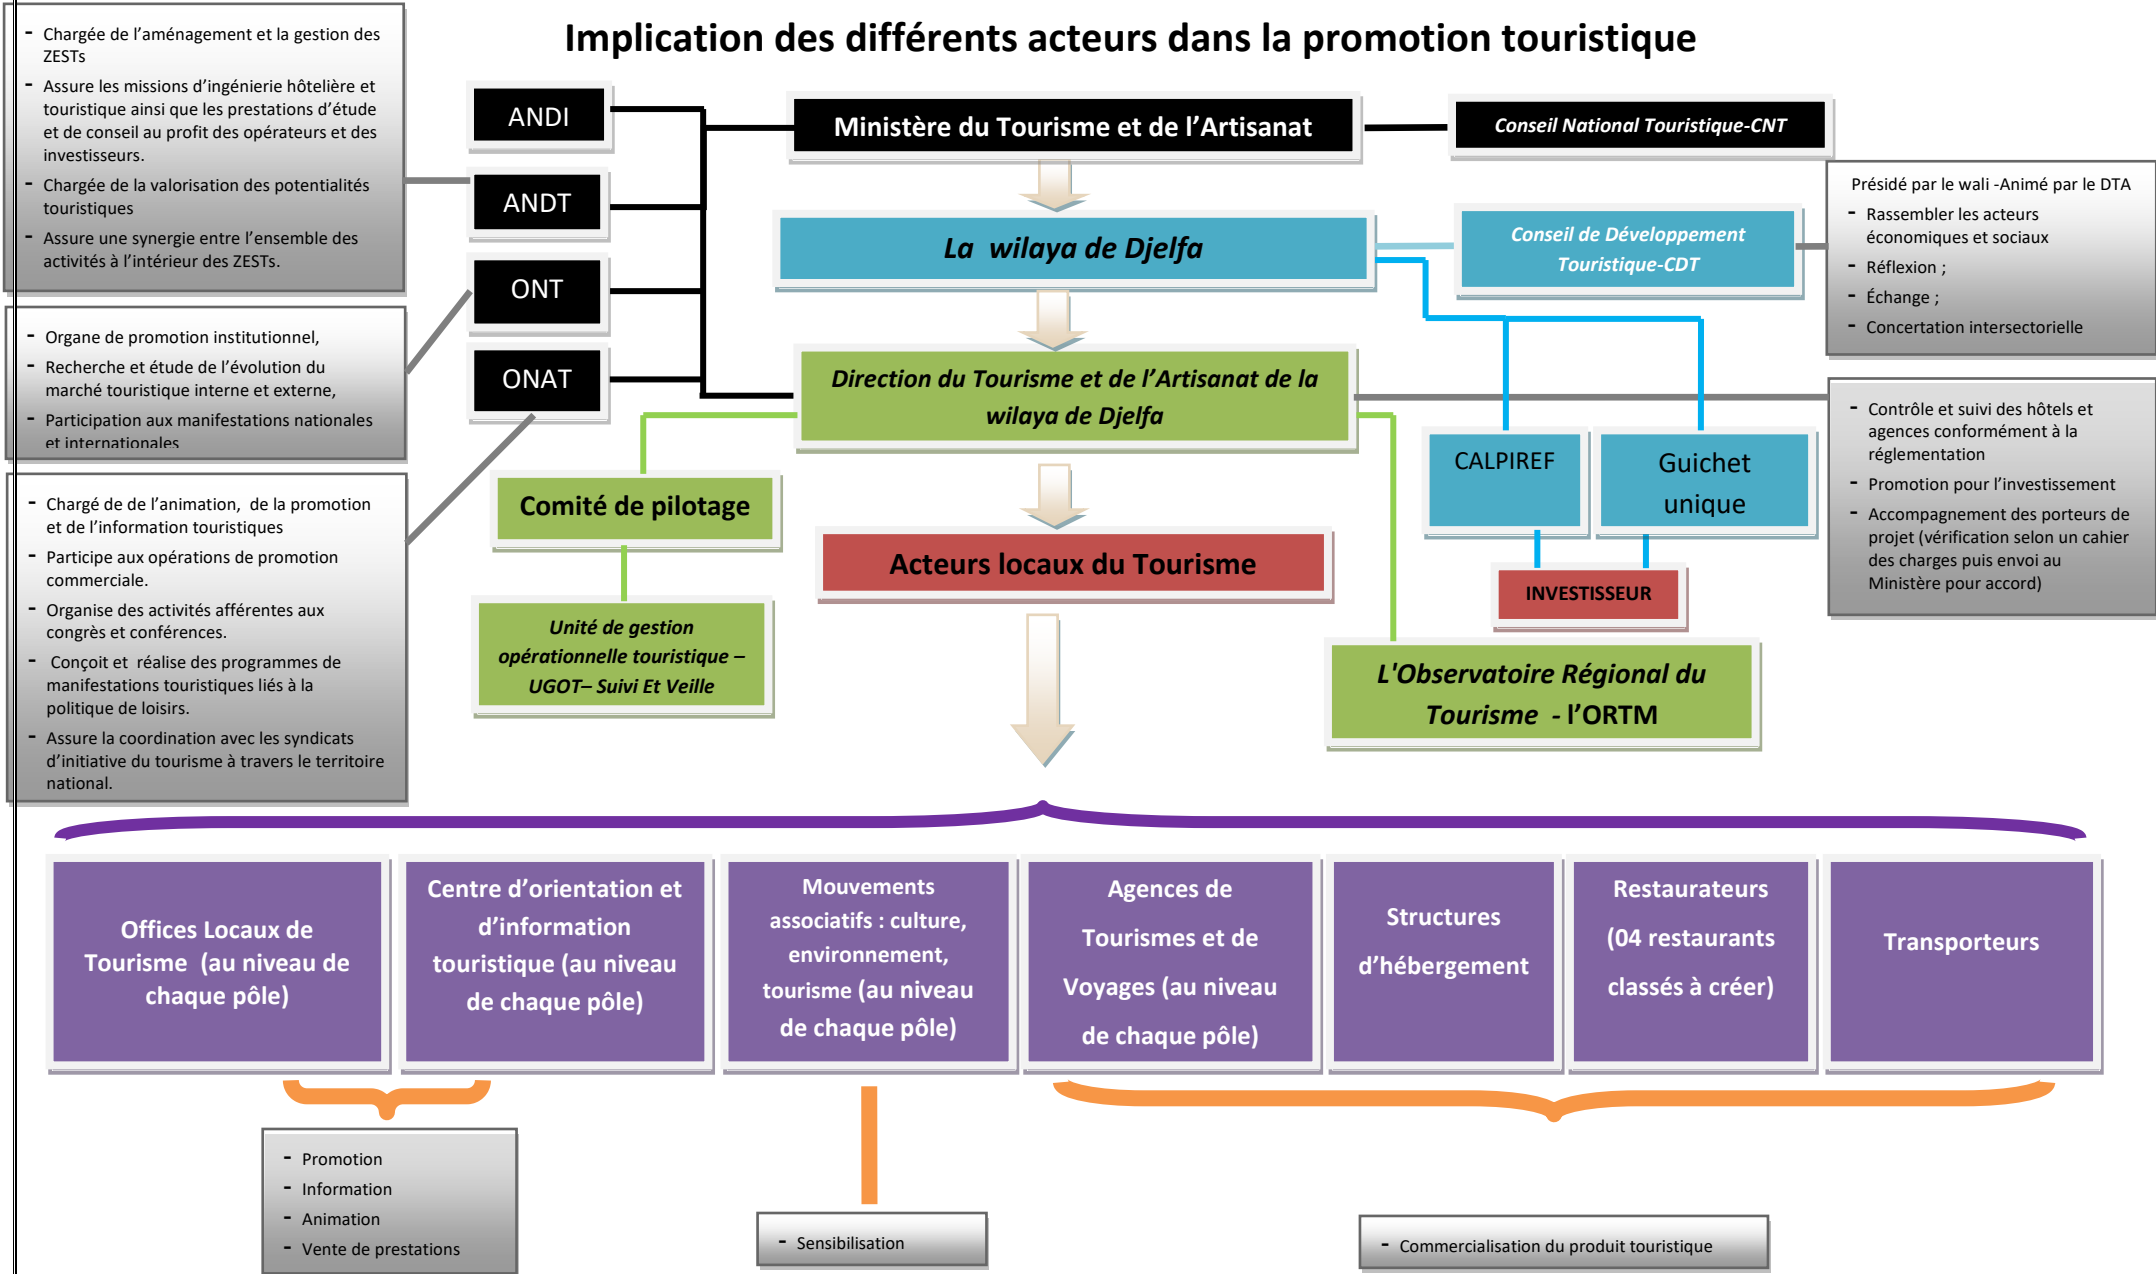 Implication des différents acteurs dans la promotion touristique
- Chargée de l’aménagement et la gestion des
ZESTs
- Assure les missions d’ingénierie hôtelière et
touristique ainsi que les prestations d’étude
et de conseil au profit des opérateurs et des
investisseurs.
- Chargée de la valorisation des potentialités
touristiques
- Assure une synergie entre l’ensemble des
activités à l’intérieur des ZESTs.
- Organe de promotion institutionnel,
- Recherche et étude de l’évolution du
marché touristique interne et externe,
- Participation aux manifestations nationales
et internationales
- Chargé de de l’animation, de la promotion
et de l’information touristiques
- Participe aux opérations de promotion
commerciale.
- Organise des activités afférentes aux
congrès et conférences.
- Conçoit et réalise des programmes de
manifestations touristiques liés à la
politique de loisirs.
- Assure la coordination avec les syndicats
d’initiative du tourisme à travers le territoire
national.
ANDI
ANDT
ONT
ONAT
Ministère du Tourisme et de l’Artisanat
Conseil National Touristique-CNT
La wilaya de Djelfa
Conseil de Développement
Touristique-CDT
Présidé par le wali -Animé par le DTA
- Rassembler les acteurs
économiques et sociaux
- Réflexion ;
- Échange ;
- Concertation intersectorielle
Direction du Tourisme et de l’Artisanat de la
wilaya de Djelfa
- Contrôle et suivi des hôtels et
agences conformément à la
réglementation
- Promotion pour l’investissement
- Accompagnement des porteurs de
projet (vérification selon un cahier
des charges puis envoi au
Ministère pour accord)
CALPIREF
Guichet
unique
INVESTISSEUR
Comité de pilotage
Acteurs locaux du Tourisme
Unité de gestion
opérationnelle touristique –
UGOT– Suivi Et Veille
L'Observatoire Régional du
Tourisme - l’ORTM
Offices Locaux de
Tourisme (au niveau de
chaque pôle)
Centre d’orientation et
d’information
touristique (au niveau
de chaque pôle)
Mouvements
associatifs : culture,
environnement,
tourisme (au niveau
de chaque pôle)
Agences de
Tourismes et de
Voyages (au niveau
de chaque pôle)
Structures
d’hébergement
Restaurateurs
(04 restaurants
classés à créer)
Transporteurs
- Promotion
- Information
- Animation
- Vente de prestations
- Sensibilisation
- Commercialisation du produit touristique